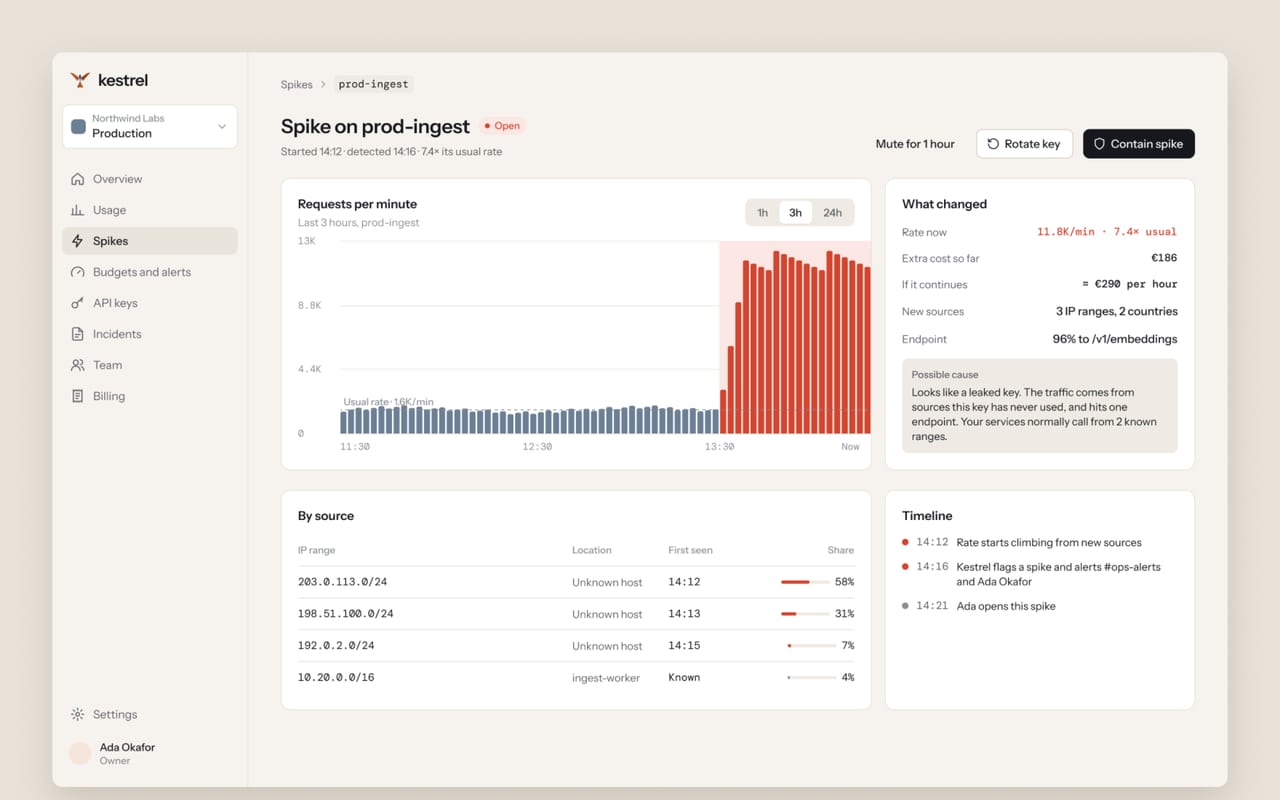 kestrel
Northwind Labs
Production
Overview
Usage
Spikes
Budgets and alerts
API keys
Incidents
Team
Billing
Settings
Ada Okafor
Owner
Spikes > prod-ingest
Spike on prod-ingest
Open
Started 14:12 · detected 14:16 · 7.4× its usual rate
Mute for 1 hour
Rotate key
Contain spike
Requests per minute
Last 3 hours, prod-ingest
1h 3h 24h
13K
8.8K
4.4K
Usual rate · 1.6K/min
0
11:30 12:30 13:30 Now
What changed
Rate now 11.8K/min · 7.4× usual
Extra cost so far €186
If it continues ≈ €290 per hour
New sources 3 IP ranges, 2 countries
Endpoint 96% to /v1/embeddings
Possible cause
Looks like a leaked key. The traffic comes from
sources this key has never used, and hits one
endpoint. Your services normally call from 2 known
ranges.
By source
IP range Location First seen Share
203.0.113.0/24 Unknown host 14:12 58%
198.51.100.0/24 Unknown host 14:13 31%
192.0.2.0/24 Unknown host 14:15 7%
10.20.0.0/16 ingest-worker Known 4%
Timeline
14:12 Rate starts climbing from new sources
14:16 Kestrel flags a spike and alerts #ops-alerts
and Ada Okafor
14:21 Ada opens this spike